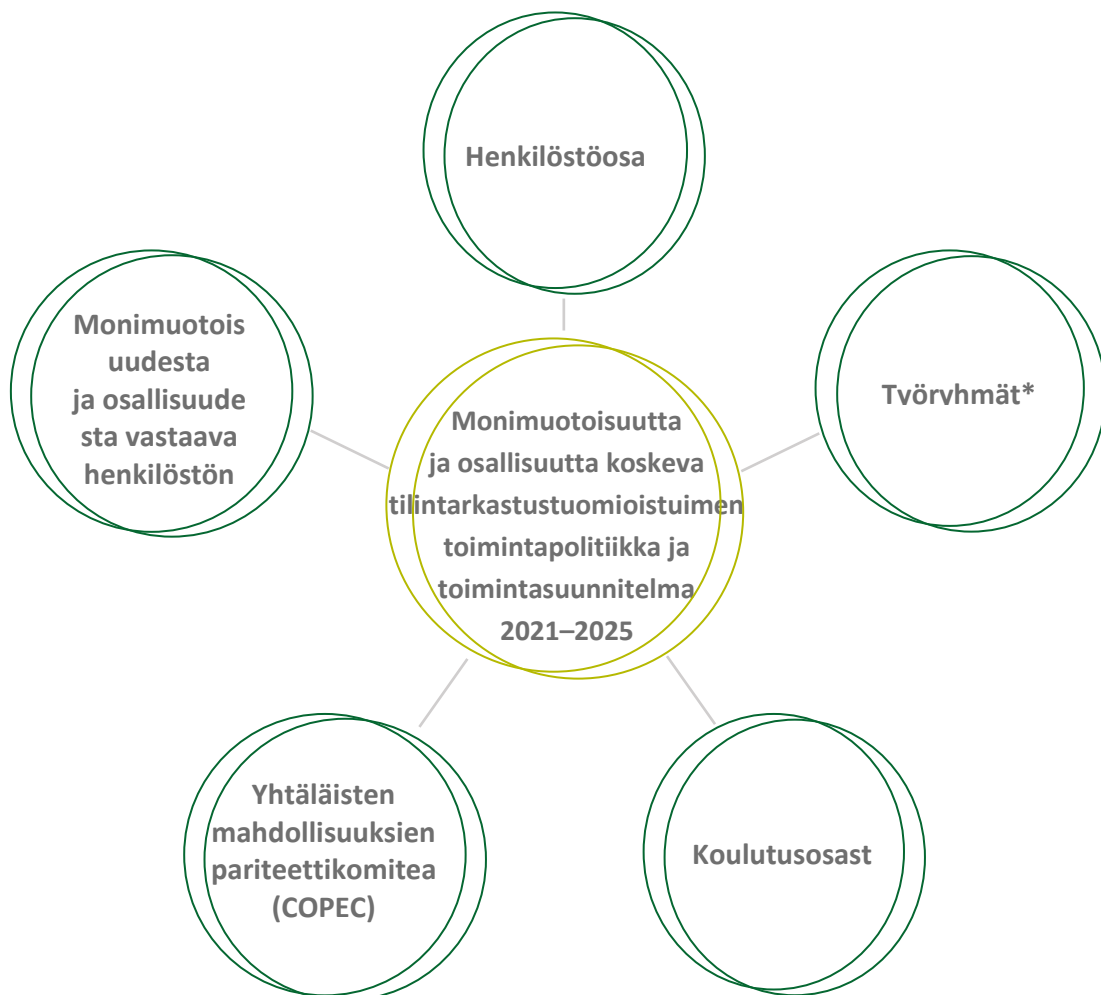 Henkilöstöosa
Monimuotois
uudesta
ja osallisuude
sta vastaava
henkilöstön
Työryhmät*
Monimuotoisuutta
ja osallisuutta koskeva
tilintarkastustuomioistuimen
toimintapolitiikka ja
toimintasuunnitelma
2021–2025
Yhtäläisten
mahdollisuuksien
pariteettikomitea
(COPEC)
Koulutusosast